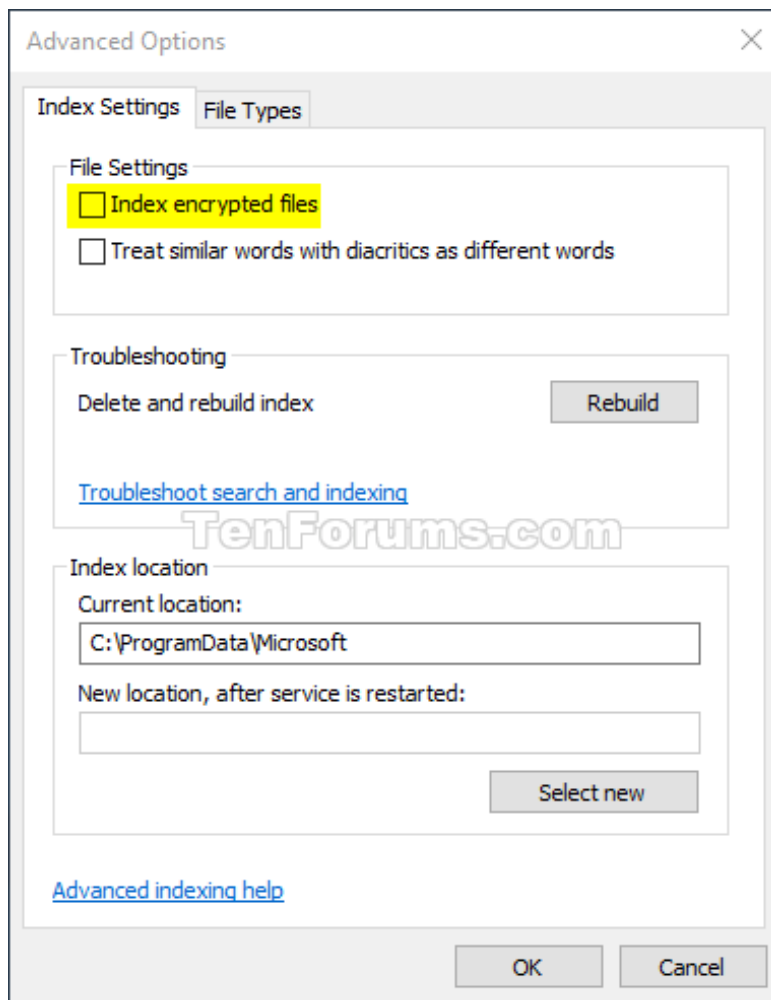 Advanced Options
Index Settings File Types
File Settings
Index encrypted files
Treat similar words with diacritics as different words
Troubleshooting
Delete and rebuild index Rebuild
Troubleshoot search and indexing
TenForums.com
Index location
Current location:
C:\ProgramData\Microsoft
New location, after service is restarted:
Select new
Advanced indexing help
OK Cancel